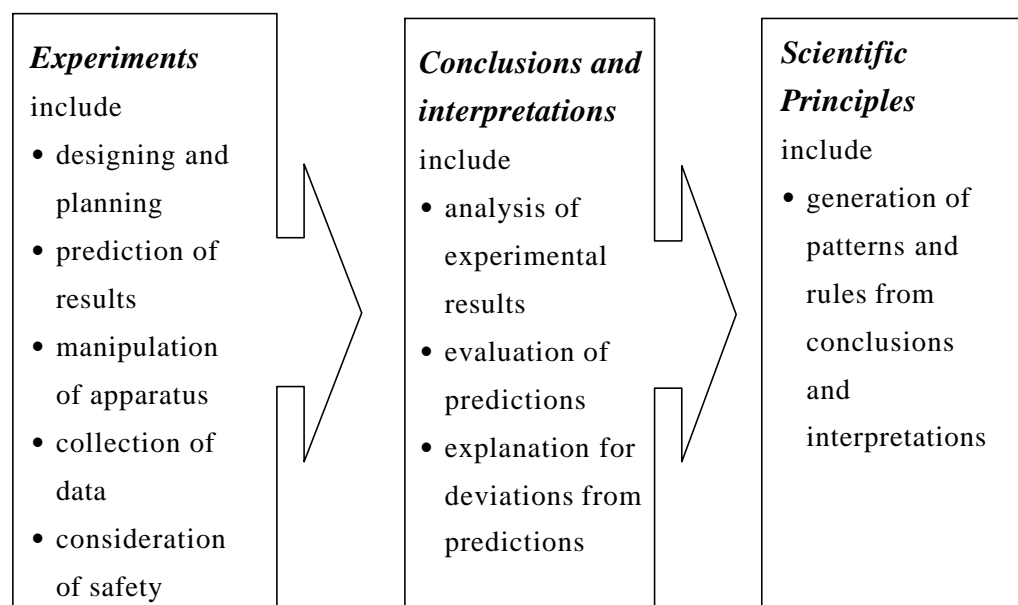 Experiments
include
• designing and
planning
• prediction of
results
• manipulation
of apparatus
• collection of
data
• consideration
of safety
Conclusions and
interpretations
include
• analysis of
experimental
results
• evaluation of
predictions
• explanation for
deviations from
predictions
Scientific
Principles
include
• generation of
patterns and
rules from
conclusions
and
interpretations